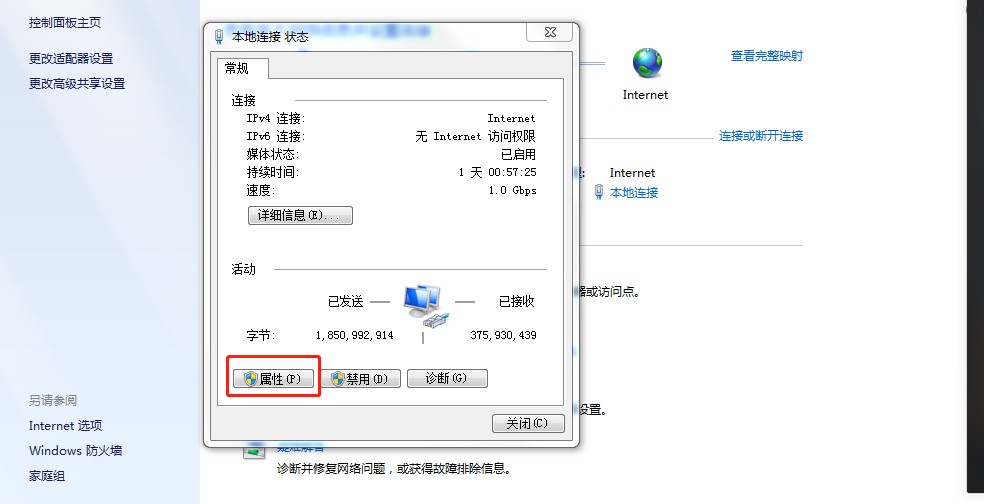 控制面板主页
更改适配器设置
更改高级共享设置
另请参阅
Internet 选项
Windows 防火墙
家庭组
本地连接 状态
常规
连接
IPv4 连接: Internet
IPv6 连接: 无 Internet 访问权限
媒体状态: 已启用
持续时间: 1 天 00:57:25
速度: 1.0 Gbps
详细信息(E)...
活动
已发送 — — 已接收
字节: 1,850,992,914 | 375,930,439
属性(P) 禁用(D) 诊断(G)
关闭(C)
查看完整映射
Internet
连接或断开连接
Internet
本地连接
或访问点。
设置。
疑难解答
诊断并修复网络问题，或获得故障排除信息。